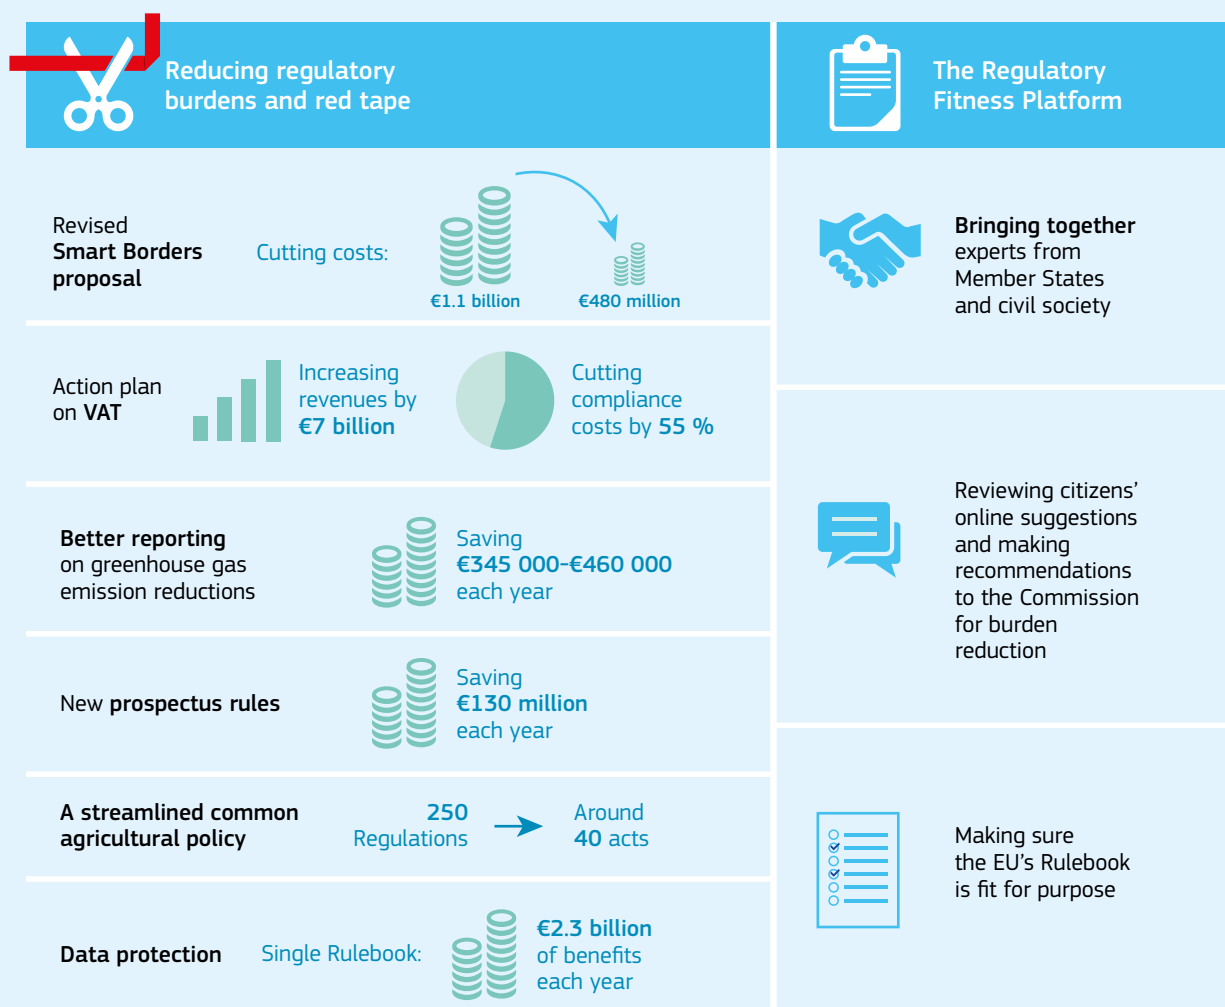 Reducing regulatory
burdens and red tape
Revised
Smart Borders
proposal
Cutting costs:
€1.1 billion
€480 million
Action plan
on VAT
Increasing
revenues by
€7 billion
Cutting
compliance
costs by 55 %
Better reporting
on greenhouse gas
emission reductions
Saving
€345 000-€460 000
each year
New prospectus rules
Saving
€130 million
each year
A streamlined common
agricultural policy
250
Regulations
Around
40 acts
Data protection
Single Rulebook:
€2.3 billion
of benefits
each year
The Regulatory
Fitness Platform
Bringing together
experts from
Member States
and civil society
Reviewing citizens’
online suggestions
and making
recommendations
to the Commission
for burden
reduction
Making sure
the EU’s Rulebook
is fit for purpose